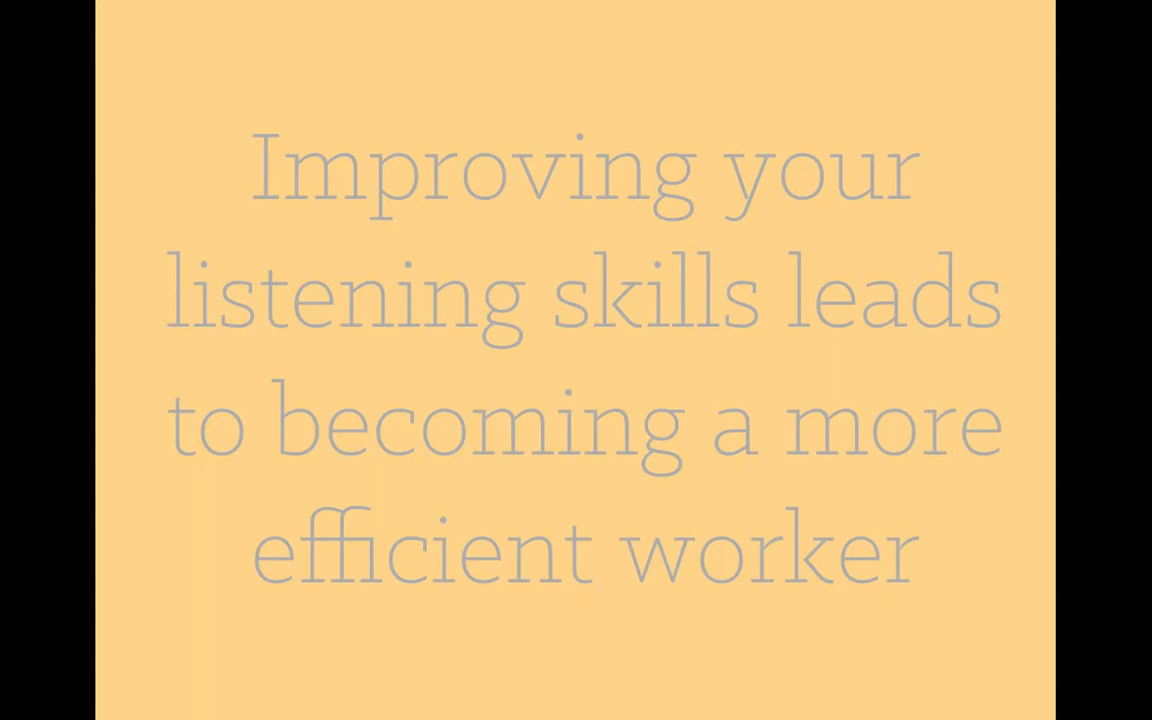 Improving your
listening skills leads
to becoming a more
efficient worker